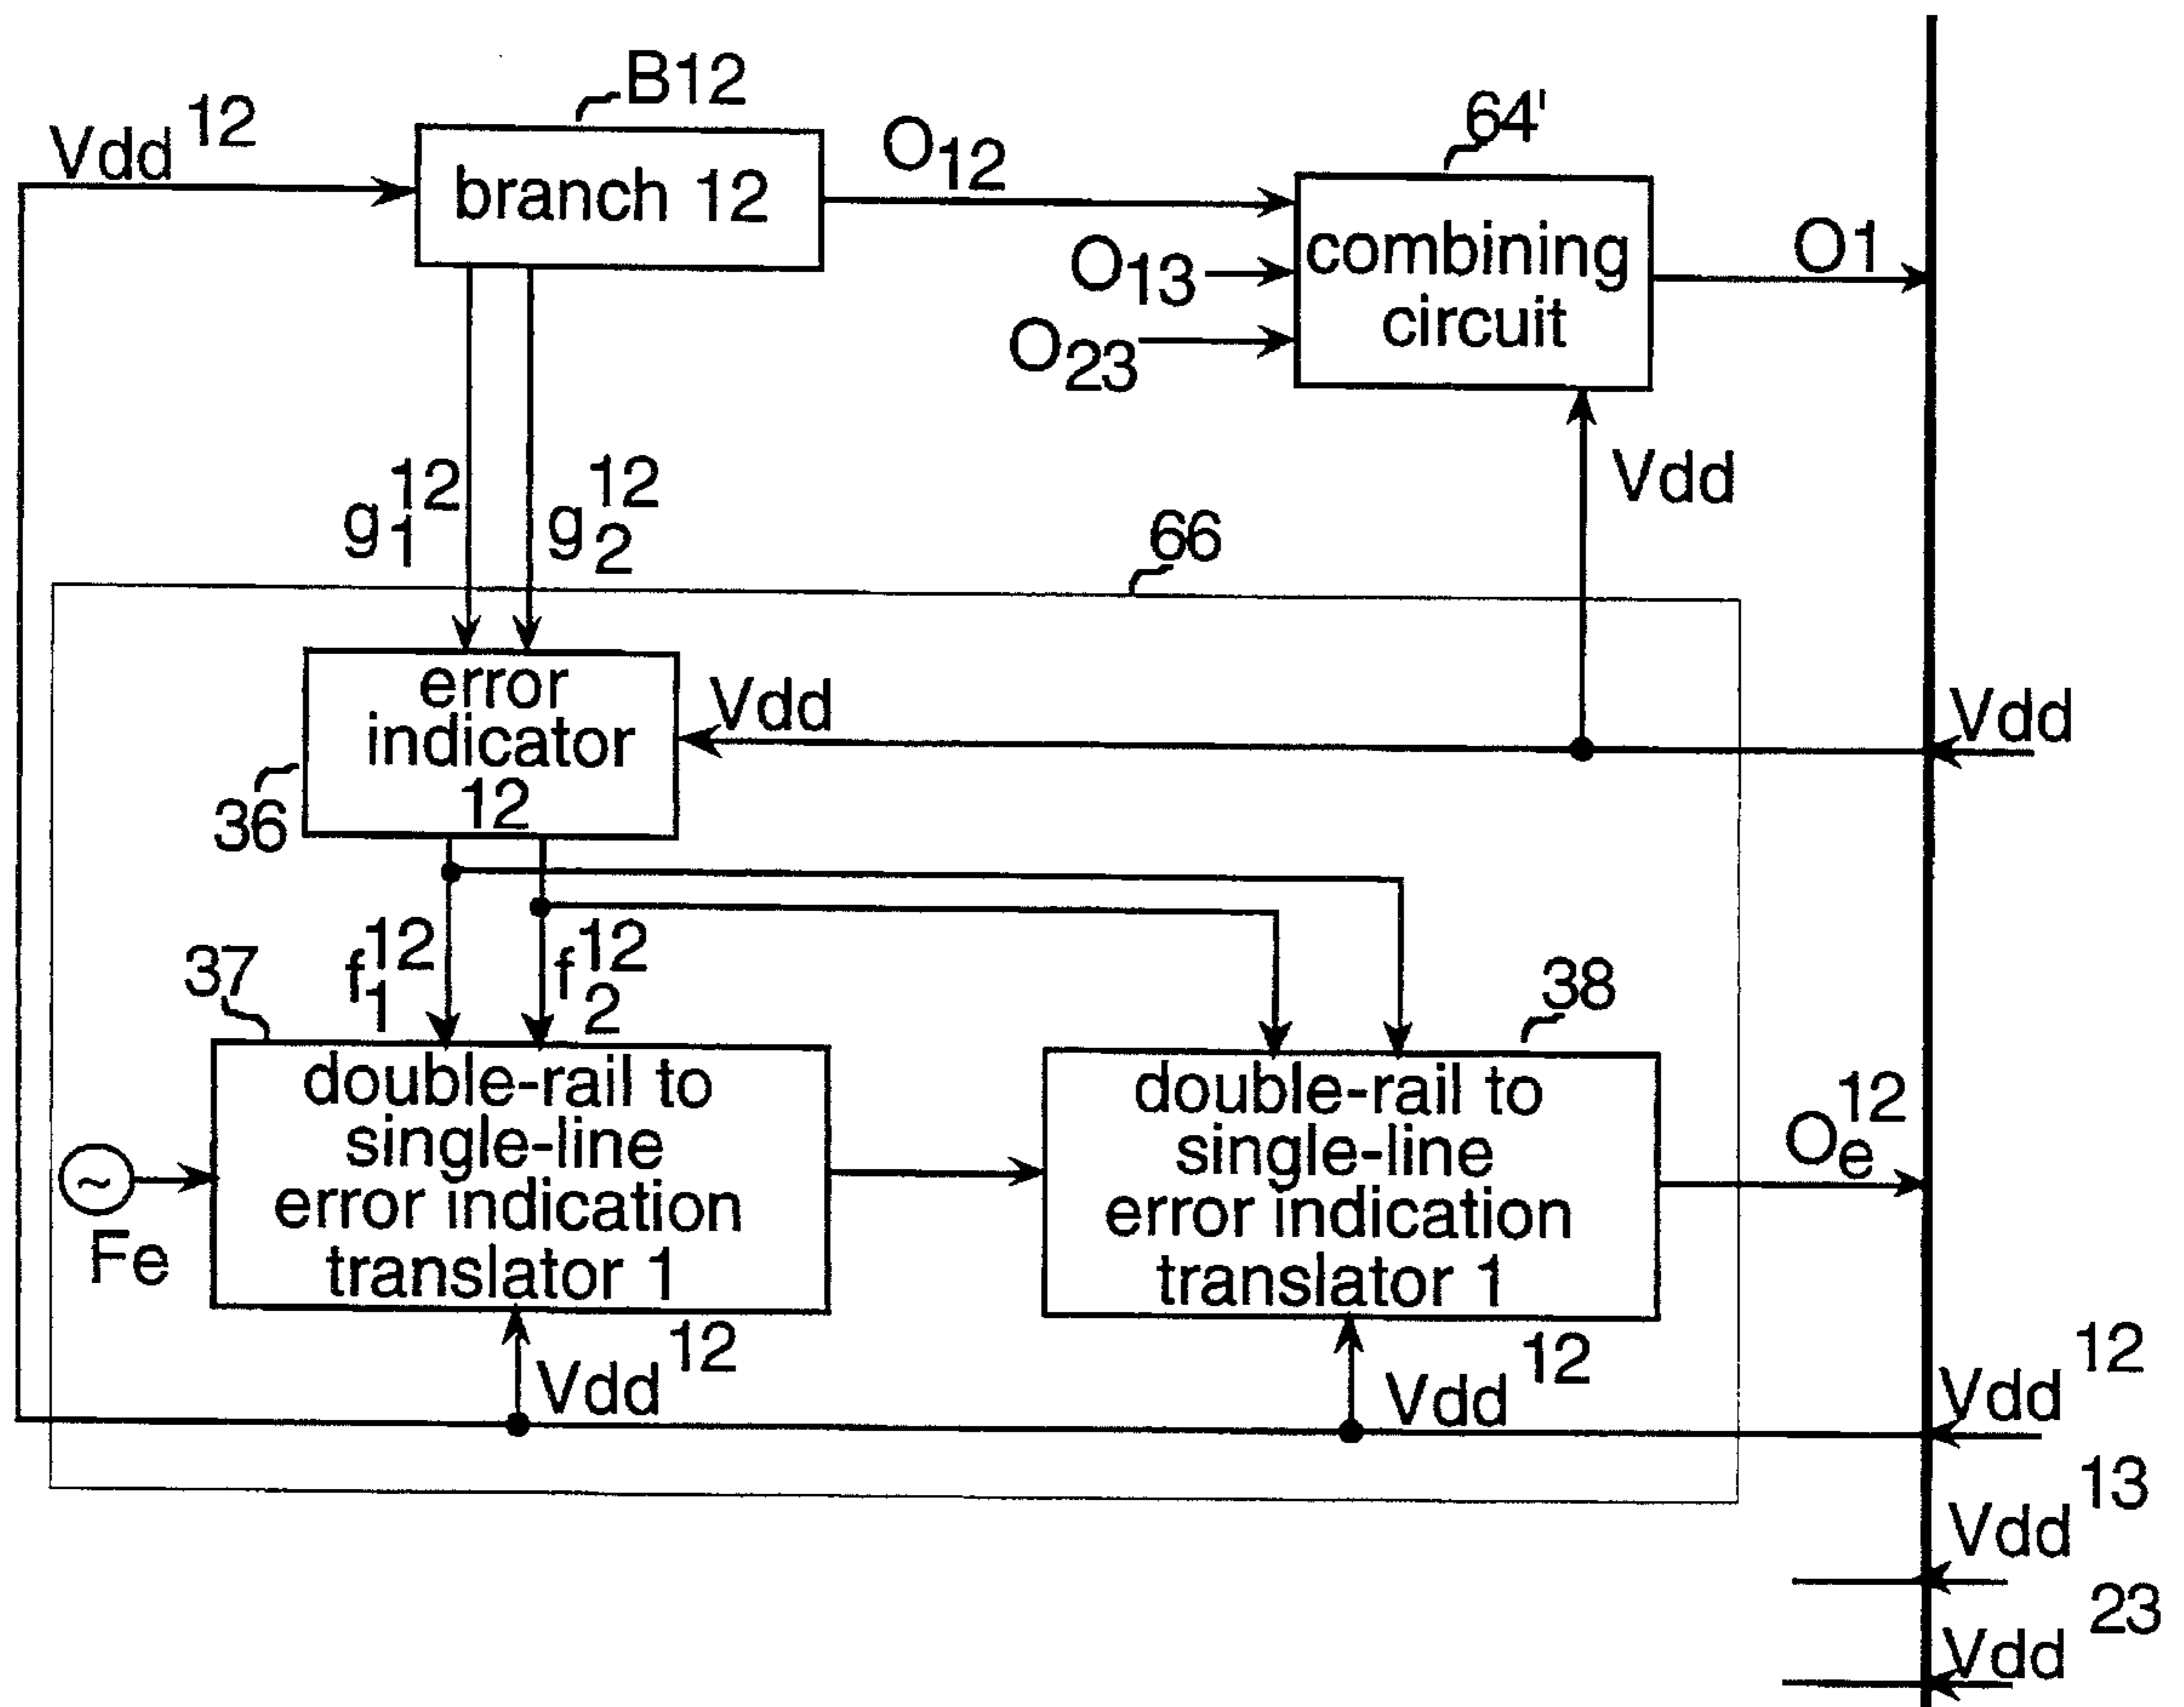 B12
Vdd 12
branch 12
O12
64'
O13
O23
combining
circuit
O1
g1 12
g2 12
Vdd
66
error
indicator
12
36
Vdd
Vdd
f1 12
f2 12
37
38
double-rail to
single-line
error indication
translator 1
double-rail to
single-line
error indication
translator 1
~
Fe
Oe 12
Vdd 12
Vdd 12
Vdd 12
Vdd 13
Vdd 23